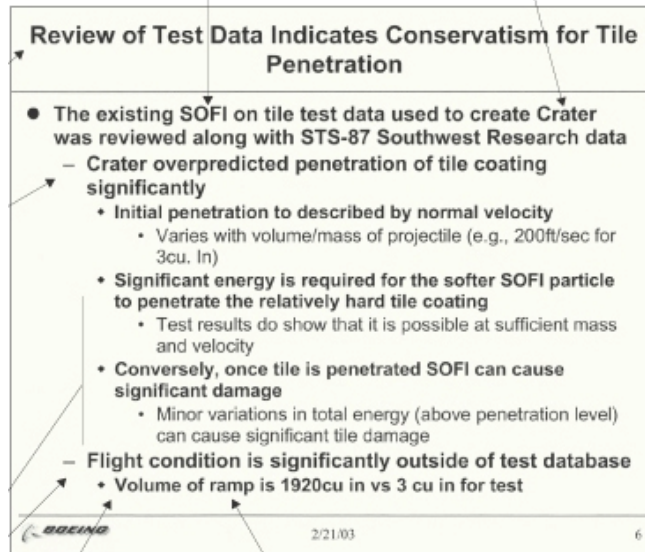 Review of Test Data Indicates Conservatism for Tile
Penetration
● The existing SOFI on tile test data used to create Crater
was reviewed along with STS-87 Southwest Research data
– Crater overpredicted penetration of tile coating
significantly
• Initial penetration to described by normal velocity
• Varies with volume/mass of projectile (e.g., 200ft/sec for
3cu. In)
• Significant energy is required for the softer SOFI particle
to penetrate the relatively hard tile coating
• Test results do show that it is possible at sufficient mass
and velocity
• Conversely, once tile is penetrated SOFI can cause
significant damage
• Minor variations in total energy (above penetration level)
can cause significant tile damage
– Flight condition is significantly outside of test database
• Volume of ramp is 1920cu in vs 3 cu in for test
BOEING 2/21/03 6